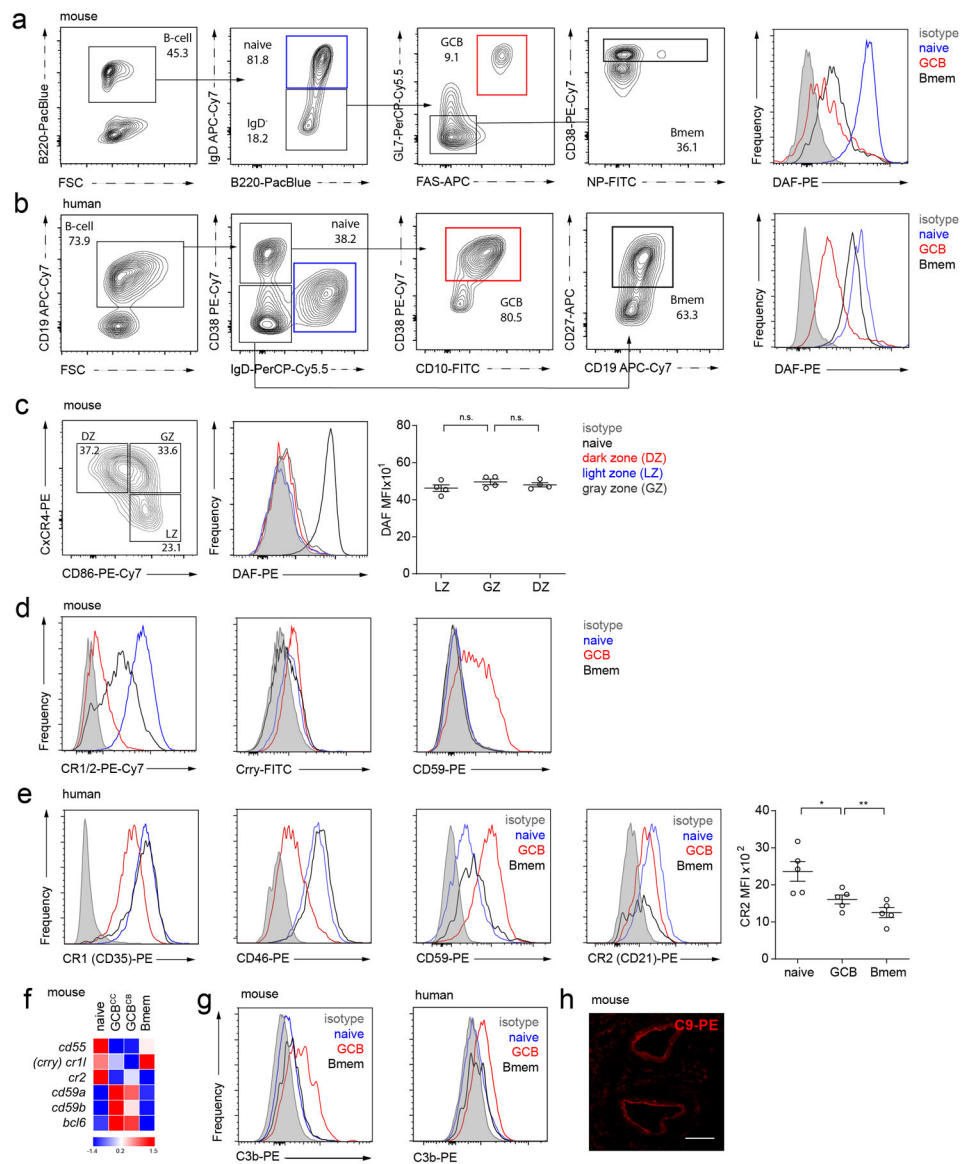 a mouse
B-cell
45.3
B220-PacBlue
FSC
naive
81.8
IgD-
18.2
IgD APC-Cy7
B220-PacBlue
GCB
9.1
GL7-PerCP-Cy5.5
FAS-APC
CD38-PE-Cy7
Bmem
36.1
NP-FITC
Frequency
DAF-PE
isotype
naive
GCB
Bmem
b human
B-cell
73.9
CD19 APC-Cy7
FSC
naive
38.2
CD38 PE-Cy7
IgD-PerCP-Cy5.5
CD38 PE-Cy7
GCB
80.5
CD10-FITC
CD27-APC
Bmem
63.3
CD19 APC-Cy7
Frequency
DAF-PE
isotype
naive
GCB
Bmem
c mouse
DZ
37.2
GZ
33.6
LZ
23.1
CxCR4-PE
CD86-PE-Cy7
Frequency
DAF-PE
DAF MFIx10¹
80
60
40
20
0
n.s. n.s.
LZ GZ DZ
isotype
naive
dark zone (DZ)
light zone (LZ)
gray zone (GZ)
d mouse
Frequency
CR1/2-PE-Cy7
Crry-FITC
CD59-PE
isotype
naive
GCB
Bmem
e human
Frequency
CR1 (CD35)-PE
CD46-PE
isotype
naive
GCB
Bmem
CD59-PE
isotype
naive
GCB
Bmem
CR2 (CD21)-PE
CR2 MFI x10²
40
30
20
10
0
* **
naive GCB Bmem
f mouse
naive GCB^CC GCB^CB Bmem
cd55
(crry) cr1l
cr2
cd59a
cd59b
bcl6
-1.4 0.2 1.5
g mouse
Frequency
isotype
naive
GCB
Bmem
C3b-PE
human
isotype
naive
GCB
Bmem
C3b-PE
h mouse
C9-PE